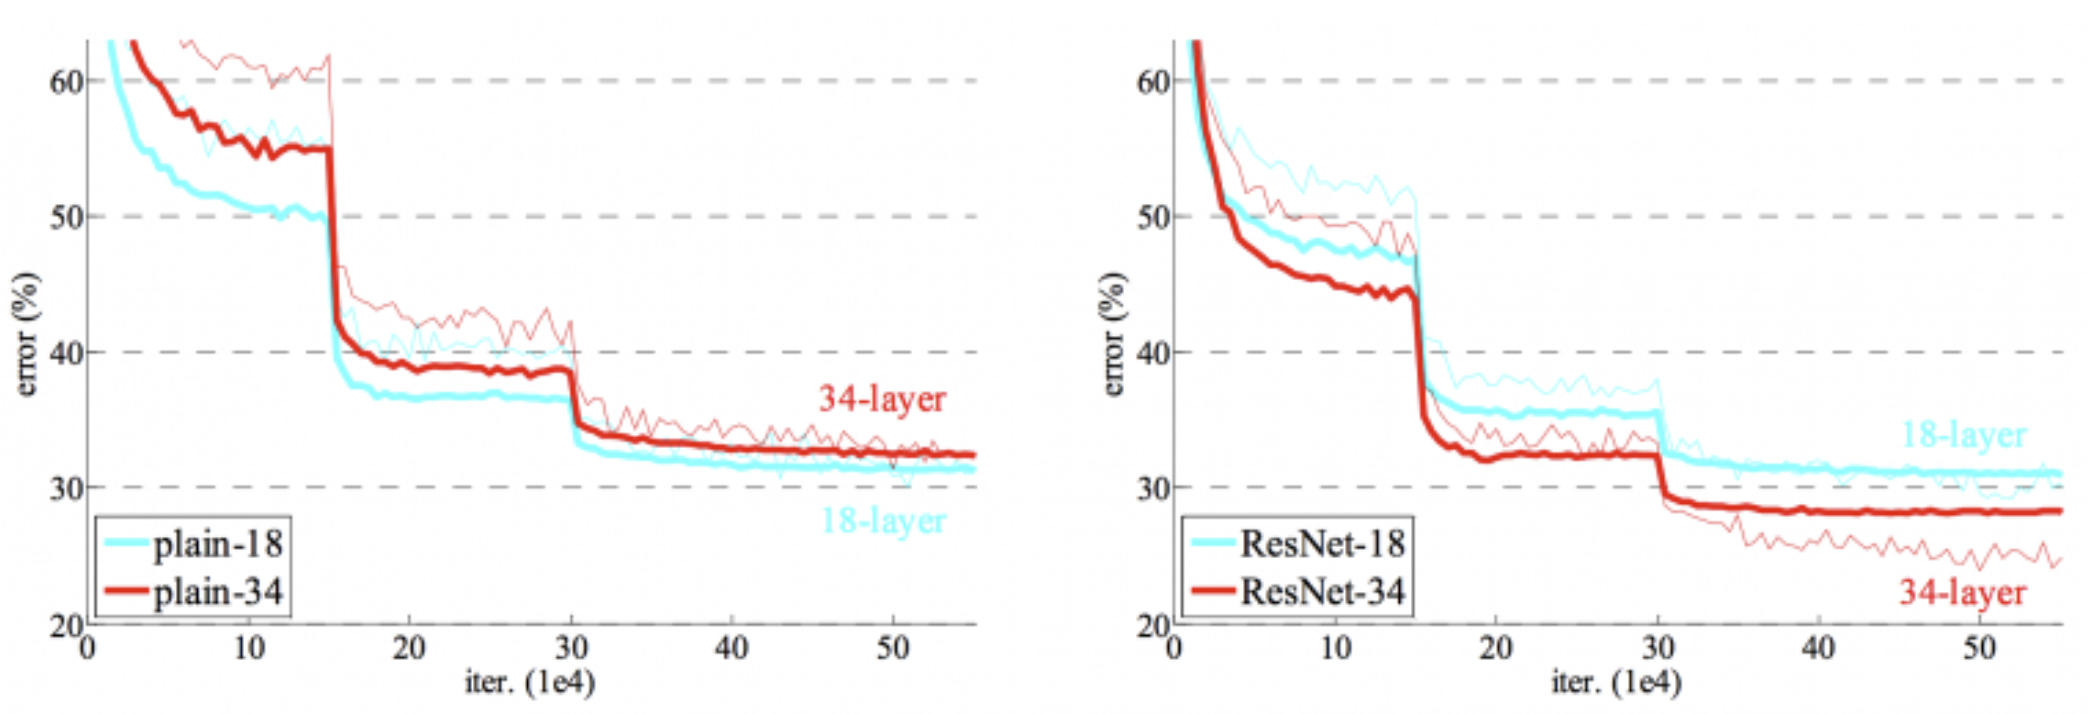 60
50
40
30
20
error (%)
34-layer
18-layer
plain-18
plain-34
0 10 20 30 40 50
iter. (1e4)
60
50
40
30
20
error (%)
18-layer
34-layer
ResNet-18
ResNet-34
0 10 20 30 40 50
iter. (1e4)